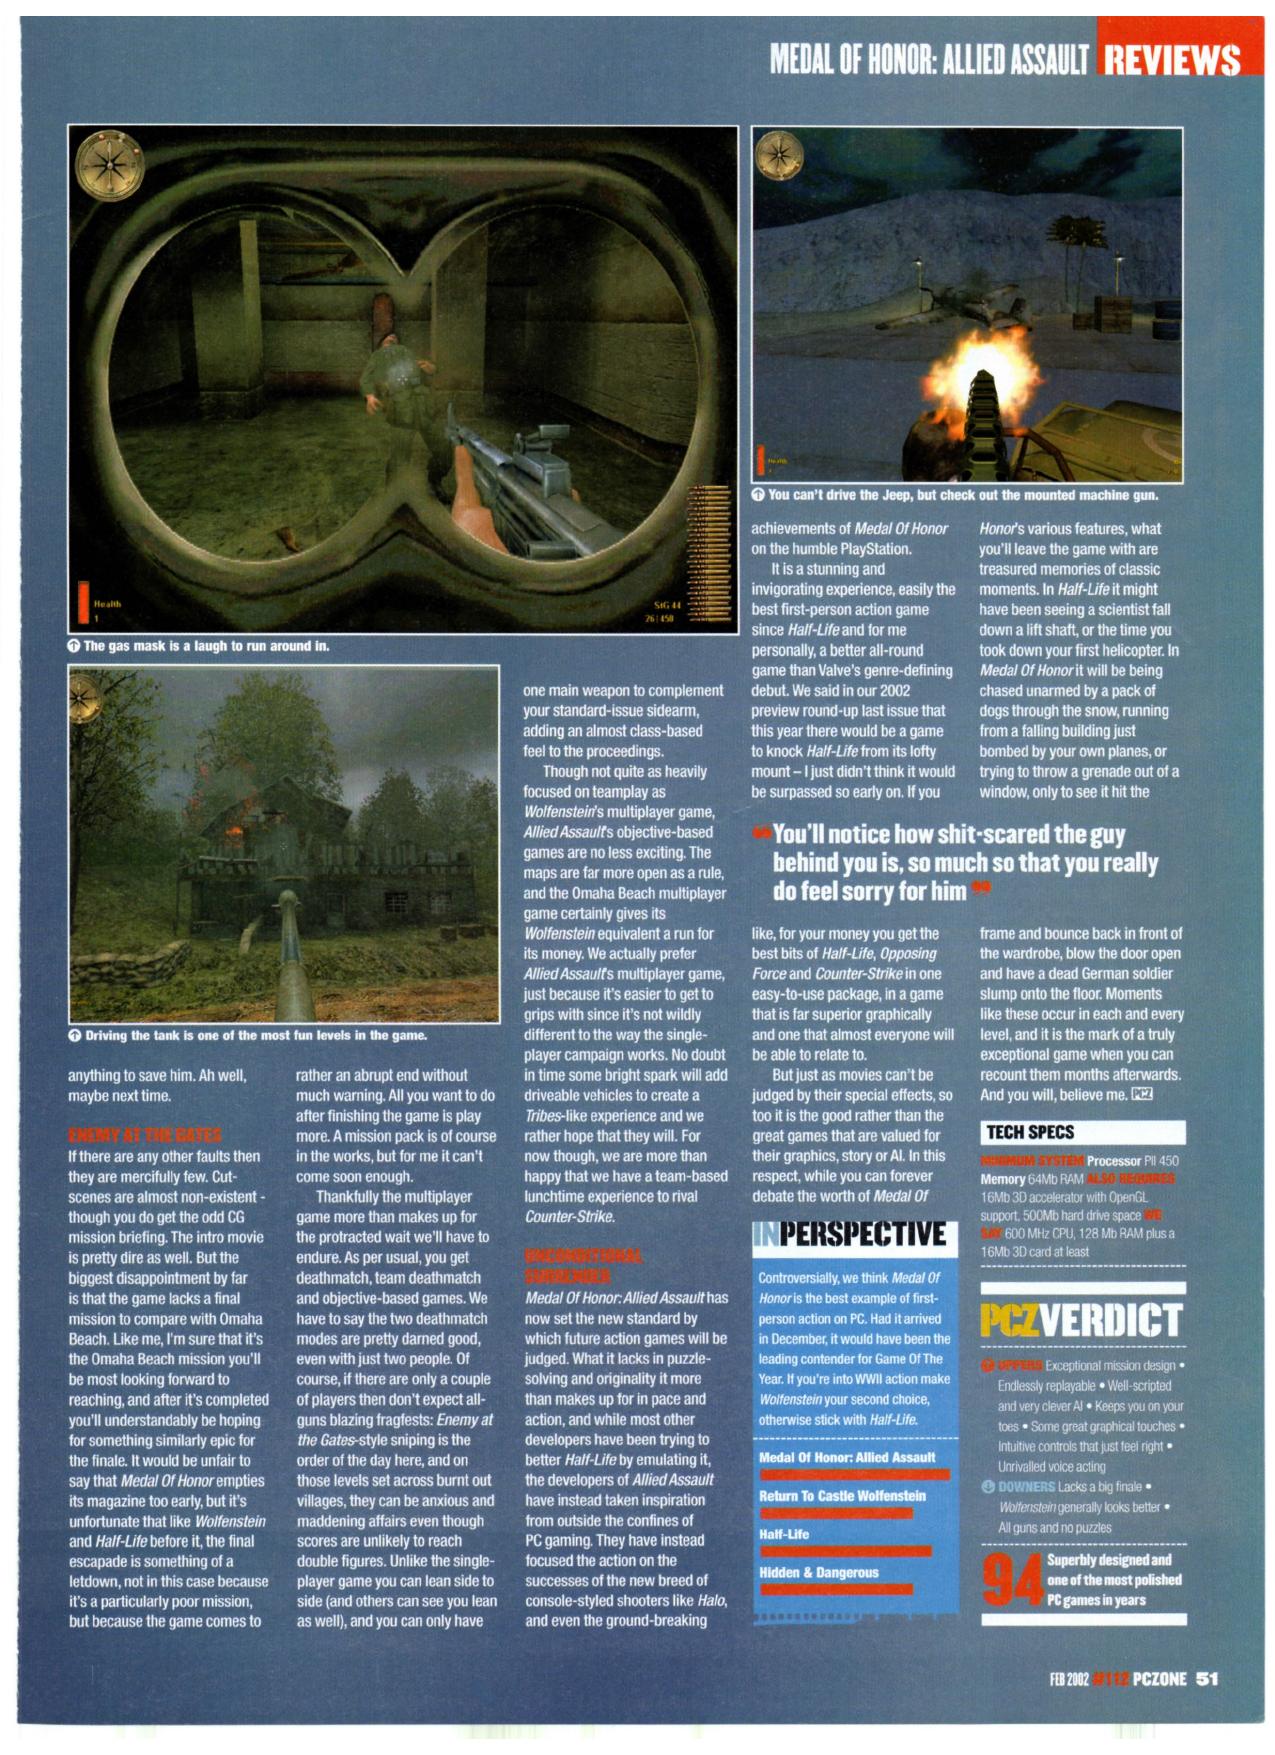 MEDAL OF HONOR: ALLIED ASSAULT REVIEWS
Health
1
StG 44
26|450
The gas mask is a laugh to run around in.
Health
You can't drive the Jeep, but check out the mounted machine gun.
Driving the tank is one of the most fun levels in the game.
anything to save him. Ah well,
maybe next time.
ENEMY AT THE GATES
If there are any other faults then
they are mercifully few. Cut-
scenes are almost non-existent -
though you do get the odd CG
mission briefing. The intro movie
is pretty dire as well. But the
biggest disappointment by far
is that the game lacks a final
mission to compare with Omaha
Beach. Like me, I'm sure that it's
the Omaha Beach mission you'll
be most looking forward to
reaching, and after it's completed
you'll understandably be hoping
for something similarly epic for
the finale. It would be unfair to
say that Medal Of Honor empties
its magazine too early, but it's
unfortunate that like Wolfenstein
and Half-Life before it, the final
escapade is something of a
letdown, not in this case because
it's a particularly poor mission,
but because the game comes to
rather an abrupt end without
much warning. All you want to do
after finishing the game is play
more. A mission pack is of course
in the works, but for me it can't
come soon enough.
Thankfully the multiplayer
game more than makes up for
the protracted wait we'll have to
endure. As per usual, you get
deathmatch, team deathmatch
and objective-based games. We
have to say the two deathmatch
modes are pretty darned good,
even with just two people. Of
course, if there are only a couple
of players then don't expect all-
guns blazing fragfests: Enemy at
the Gates-style sniping is the
order of the day here, and on
those levels set across burnt out
villages, they can be anxious and
maddening affairs even though
scores are unlikely to reach
double figures. Unlike the single-
player game you can lean side to
side (and others can see you lean
as well), and you can only have
one main weapon to complement
your standard-issue sidearm,
adding an almost class-based
feel to the proceedings.
Though not quite as heavily
focused on teamplay as
Wolfenstein's multiplayer game,
Allied Assault's objective-based
games are no less exciting. The
maps are far more open as a rule,
and the Omaha Beach multiplayer
game certainly gives its
Wolfenstein equivalent a run for
its money. We actually prefer
Allied Assault's multiplayer game,
just because it's easier to get to
grips with since it's not wildly
different to the way the single-
player campaign works. No doubt
in time some bright spark will add
driveable vehicles to create a
Tribes-like experience and we
rather hope that they will. For
now though, we are more than
happy that we have a team-based
lunchtime experience to rival
Counter-Strike.
UNCONDITIONAL
SURRENDER
Medal Of Honor: Allied Assault has
now set the new standard by
which future action games will be
judged. What it lacks in puzzle-
solving and originality it more
than makes up for in pace and
action, and while most other
developers have been trying to
better Half-Life by emulating it,
the developers of Allied Assault
have instead taken inspiration
from outside the confines of
PC gaming. They have instead
focused the action on the
successes of the new breed of
console-styled shooters like Halo,
and even the ground-breaking
achievements of Medal Of Honor
on the humble PlayStation.
It is a stunning and
invigorating experience, easily the
best first-person action game
since Half-Life and for me
personally, a better all-round
game than Valve's genre-defining
debut. We said in our 2002
preview round-up last issue that
this year there would be a game
to knock Half-Life from its lofty
mount – I just didn't think it would
be surpassed so early on. If you
"You'll notice how shit-scared the guy
behind you is, so much so that you really
do feel sorry for him"
like, for your money you get the
best bits of Half-Life, Opposing
Force and Counter-Strike in one
easy-to-use package, in a game
that is far superior graphically
and one that almost everyone will
be able to relate to.
But just as movies can't be
judged by their special effects, so
too it is the good rather than the
great games that are valued for
their graphics, story or AI. In this
respect, while you can forever
debate the worth of Medal Of
Honor's various features, what
you'll leave the game with are
treasured memories of classic
moments. In Half-Life it might
have been seeing a scientist fall
down a lift shaft, or the time you
took down your first helicopter. In
Medal Of Honor it will be being
chased unarmed by a pack of
dogs through the snow, running
from a falling building just
bombed by your own planes, or
trying to throw a grenade out of a
window, only to see it hit the
frame and bounce back in front of
the wardrobe, blow the door open
and have a dead German soldier
slump onto the floor. Moments
like these occur in each and every
level, and it is the mark of a truly
exceptional game when you can
recount them months afterwards.
And you will, believe me. PCZ
INPERSPECTIVE
Controversially, we think Medal Of
Honor is the best example of first-
person action on PC. Had it arrived
in December, it would have been the
leading contender for Game Of The
Year. If you're into WWII action make
Wolfenstein your second choice,
otherwise stick with Half-Life.
Medal Of Honor: Allied Assault
Return To Castle Wolfenstein
Half-Life
Hidden & Dangerous
TECH SPECS
MINIMUM SYSTEM Processor PII 450
Memory 64Mb RAM ALSO REQUIRES
16Mb 3D accelerator with OpenGL
support, 500Mb hard drive space WE
SAY 600 MHz CPU, 128 Mb RAM plus a
16Mb 3D card at least
PCZVERDICT
UPPERS Exceptional mission design •
Endlessly replayable • Well-scripted
and very clever AI • Keeps you on your
toes • Some great graphical touches •
Intuitive controls that just feel right •
Unrivalled voice acting
DOWNERS Lacks a big finale •
Wolfenstein generally looks better •
All guns and no puzzles
94 Superbly designed and
one of the most polished
PC games in years
FEB 2002 #112 PCZONE 51